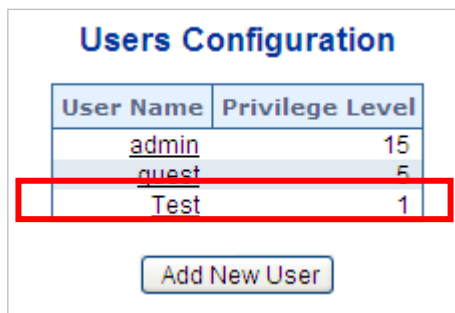 Users Configuration
User Name Privilege Level
admin 15
guest 5
Test 1
Add New User